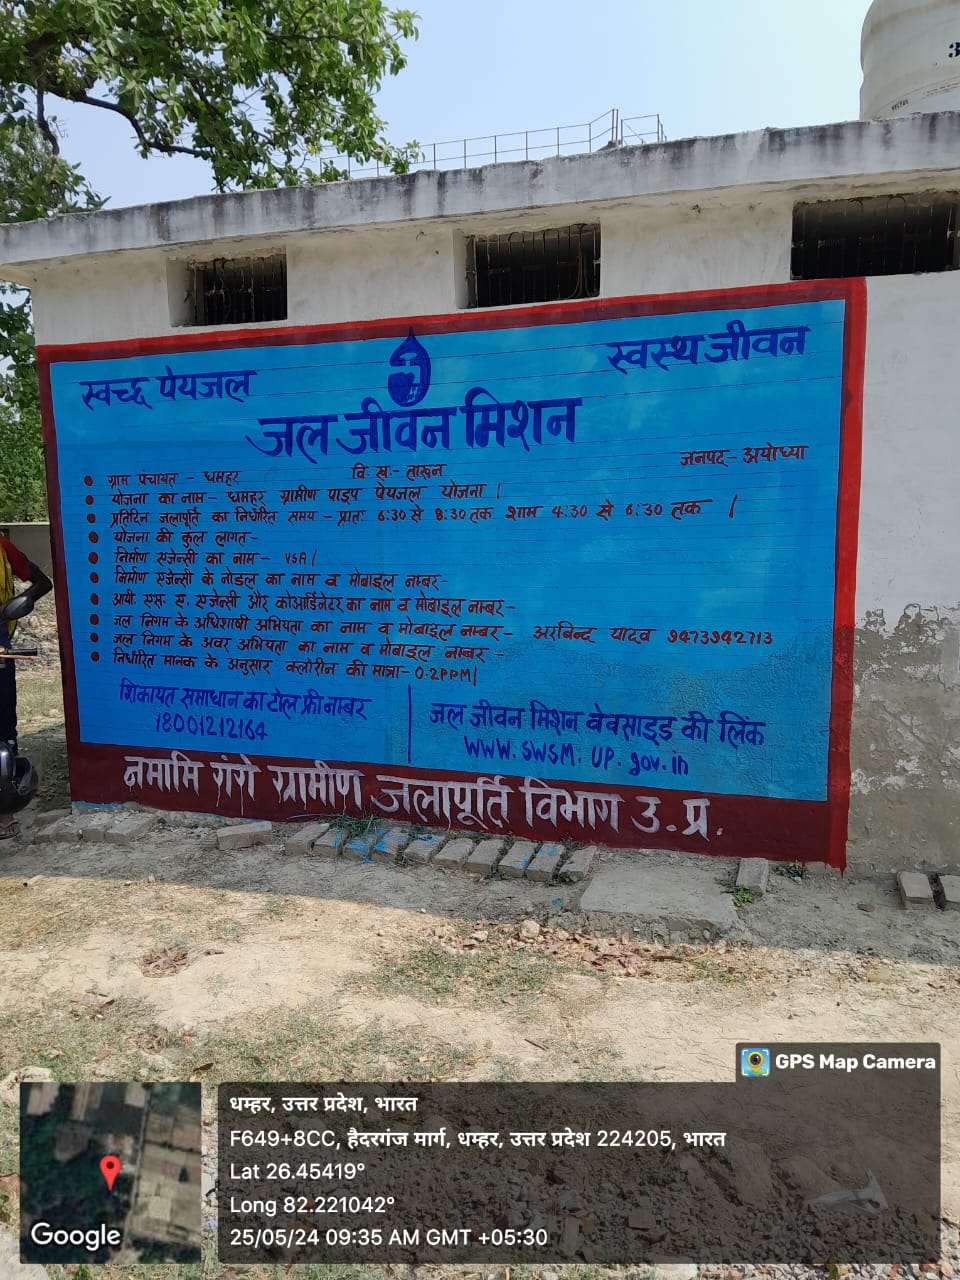 स्वच्छ पेयजल
स्वस्थ जीवन
जल जीवन मिशन
ग्राम पंचायत - धमहर वि. स.- तारून जनपद- अयोध्या
योजना का नाम- धमहर ग्रामीण पाइप पेयजल योजना।
प्रतिदिन जलापूर्ति का निर्धारित समय - प्रातः 6:30 से 8:30 तक शाम 4:30 से 6:30 तक ।
योजना की कुल लागत-
निर्माण एजेन्सी का नाम- VSA।
निर्माण एजेन्सी के नोडल का नाम व मोबाइल नम्बर-
आयी. एस. ए. एजेन्सी और कोआर्डिनेटर का नाम व मोबाइल नम्बर-
जल निगम के अधिशाषी अभियंता का नाम व मोबाइल नम्बर- अरबिन्द यादव 9473942713
जल निगम के अवर अभियंता का नाम व मोबाइल नम्बर -
निर्धारित मानक के अनुसार क्लोरीन की मात्रा- 0.2PPM।
शिकायत समाधान का टोल फ्री नम्बर
18001212164
जल जीवन मिशन वेवसाइड की लिंक
WWW. SWSM. UP. gov.in
नमामि गंगे ग्रामीण जलापूर्ति विभाग उ.प्र.
GPS Map Camera
धम्हर, उत्तर प्रदेश, भारत
F649+8CC, हैदरगंज मार्ग, धम्हर, उत्तर प्रदेश 224205, भारत
Lat 26.45419°
Long 82.221042°
25/05/24 09:35 AM GMT +05:30
Google